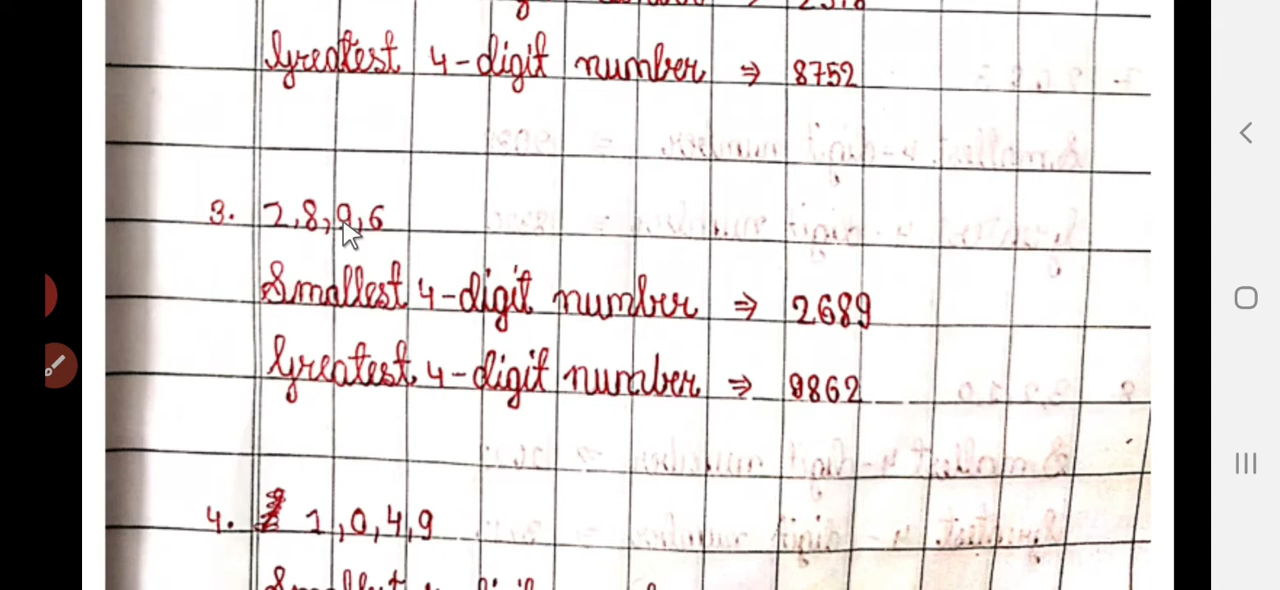 Greatest 4-digit number ⇒ 8752
3. 2,8,9,6
Smallest 4-digit number ⇒ 2689
Greatest 4-digit number ⇒ 9862
4. 1,0,4,9